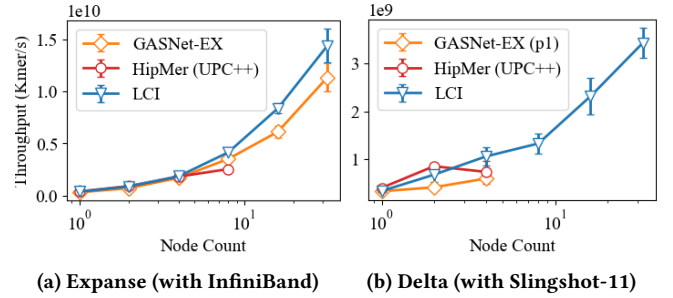 1e10
Throughput (Kmer/s)
1.5
1.0
0.5
0.0
GASNet-EX
HipMer (UPC++)
LCI
10^0
10^1
Node Count
(a) Expanse (with InfiniBand)
1e9
3
2
1
GASNet-EX (p1)
HipMer (UPC++)
LCI
10^0
10^1
Node Count
(b) Delta (with Slingshot-11)